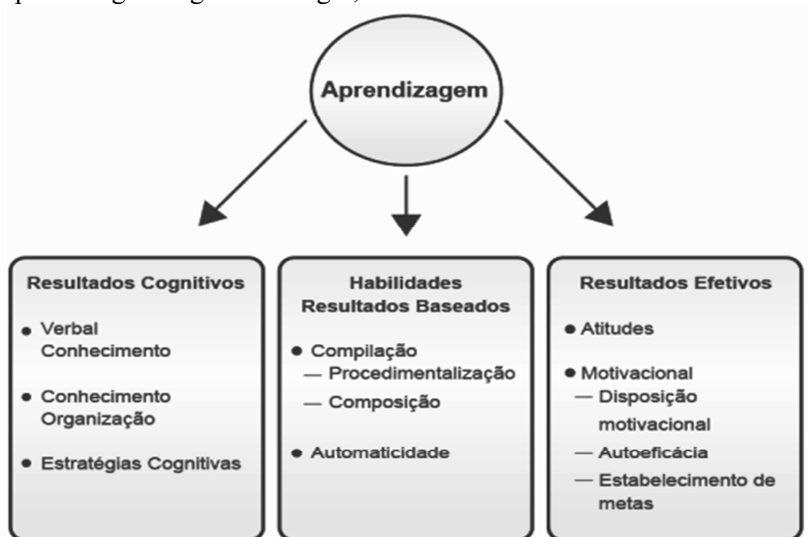 Aprendizagem
Resultados Cognitivos
● Verbal
Conhecimento
● Conhecimento
Organização
● Estratégias Cognitivas
Habilidades
Resultados Baseados
● Compilação
— Procedimentalização
— Composição
● Automaticidade
Resultados Efetivos
● Atitudes
● Motivacional
— Disposição
motivacional
— Autoeficácia
— Estabelecimento de
metas